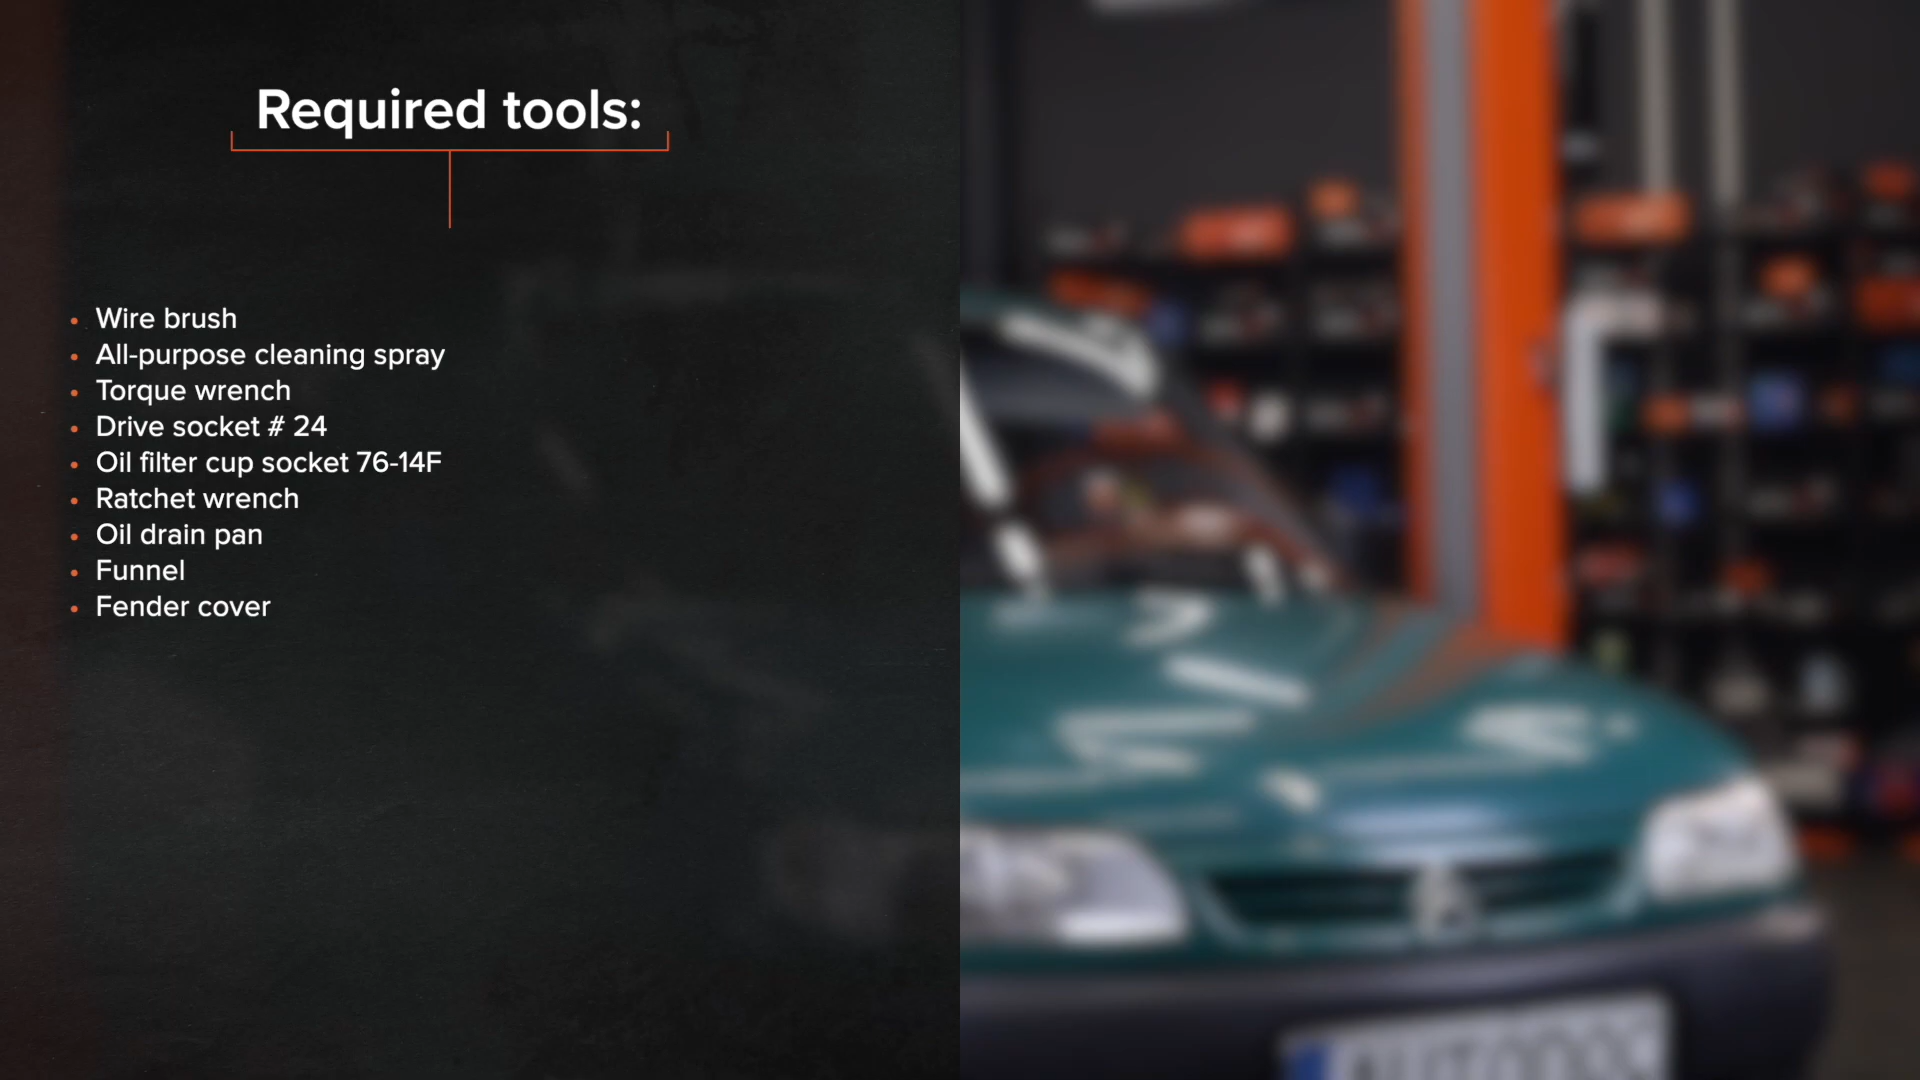 Required tools:
Wire brush
All-purpose cleaning spray
Torque wrench
Drive socket # 24
Oil filter cup socket 76-14F
Ratchet wrench
Oil drain pan
Funnel
Fender cover